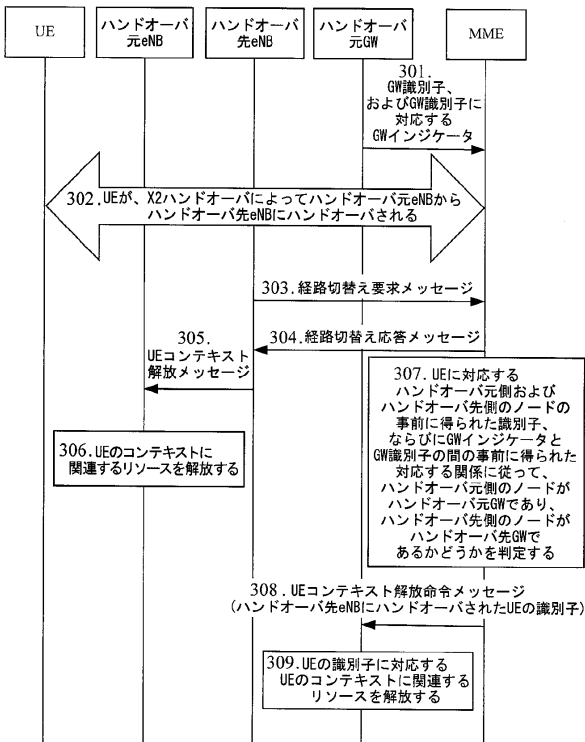 UE
ハンドオーバ
元eNB
ハンドオーバ
先eNB
ハンドオーバ
元GW
MME
301.
GW識別子、
およびGW識別子に
対応する
GWインジケータ
302.UEが、X2ハンドオーバによってハンドオーバ元eNBから
ハンドオーバ先eNBにハンドオーバされる
303.経路切替え要求メッセージ
304.経路切替え応答メッセージ
305.
UEコンテキスト
解放メッセージ
306.UEのコンテキストに
関連するリソースを解放する
307.UEに対応する
ハンドオーバ元側および
ハンドオーバ先側のノードの
事前に得られた識別子、
ならびにGWインジケータと
GW識別子の間の事前に得られた
対応する関係に従って、
ハンドオーバ元側のノードが
ハンドオーバ元GWであり、
ハンドオーバ先側のノードが
ハンドオーバ先GWで
あるかどうかを判定する
308.UEコンテキスト解放命令メッセージ
(ハンドオーバ先eNBにハンドオーバされたUEの識別子)
309.UEの識別子に対応する
UEのコンテキストに関連する
リソースを解放する